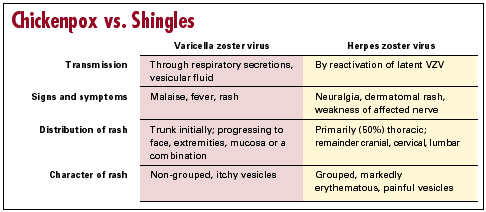 Chickenpox vs. Shingles
Varicella zoster virus
Herpes zoster virus
Transmission
Through respiratory secretions,
vesicular fluid
By reactivation of latent VZV
Signs and symptoms
Malaise, fever, rash
Neuralgia, dermatomal rash,
weakness of affected nerve
Distribution of rash
Trunk initially; progressing to
face, extremities, mucosa or a
combination
Primarily (50%) thoracic;
remainder cranial, cervical, lumbar
Character of rash
Non-grouped, itchy vesicles
Grouped, markedly
erythematous, painful vesicles